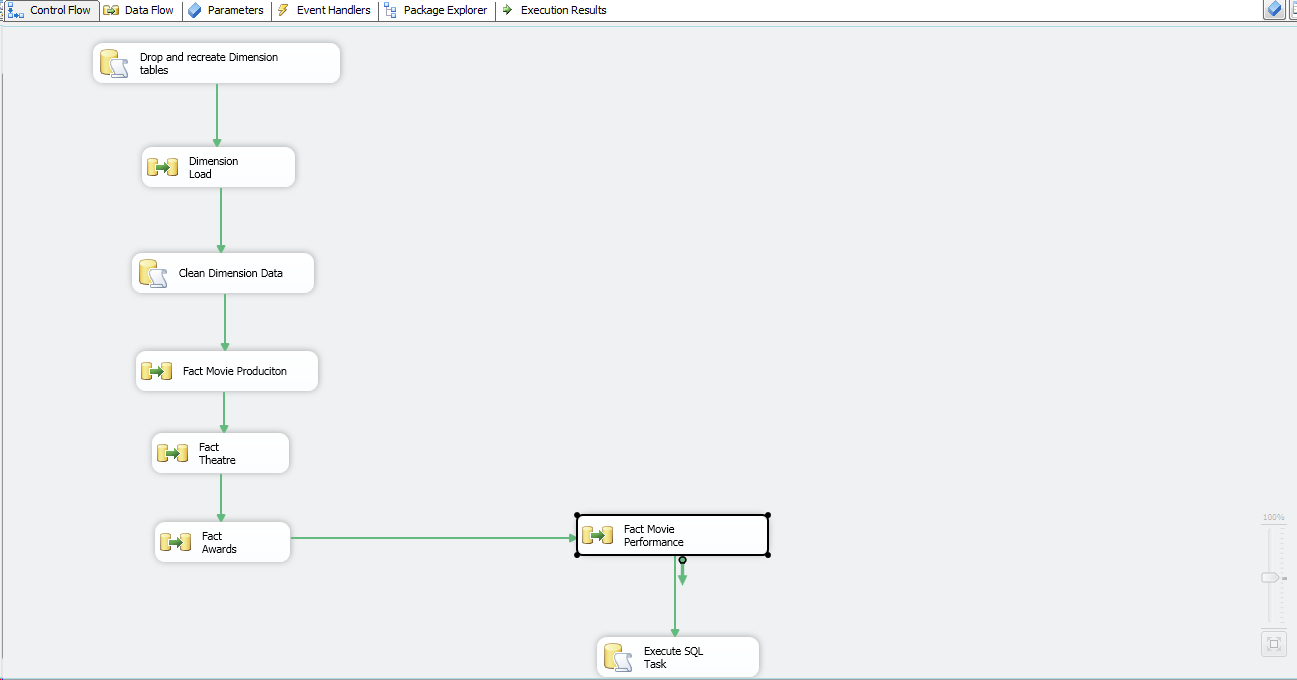 Control Flow Data Flow Parameters Event Handlers Package Explorer Execution Results
Drop and recreate Dimension
tables
Dimension
Load
Clean Dimension Data
Fact Movie Produciton
Fact
Theatre
Fact
Awards
Fact Movie
Performance
100%
Execute SQL
Task